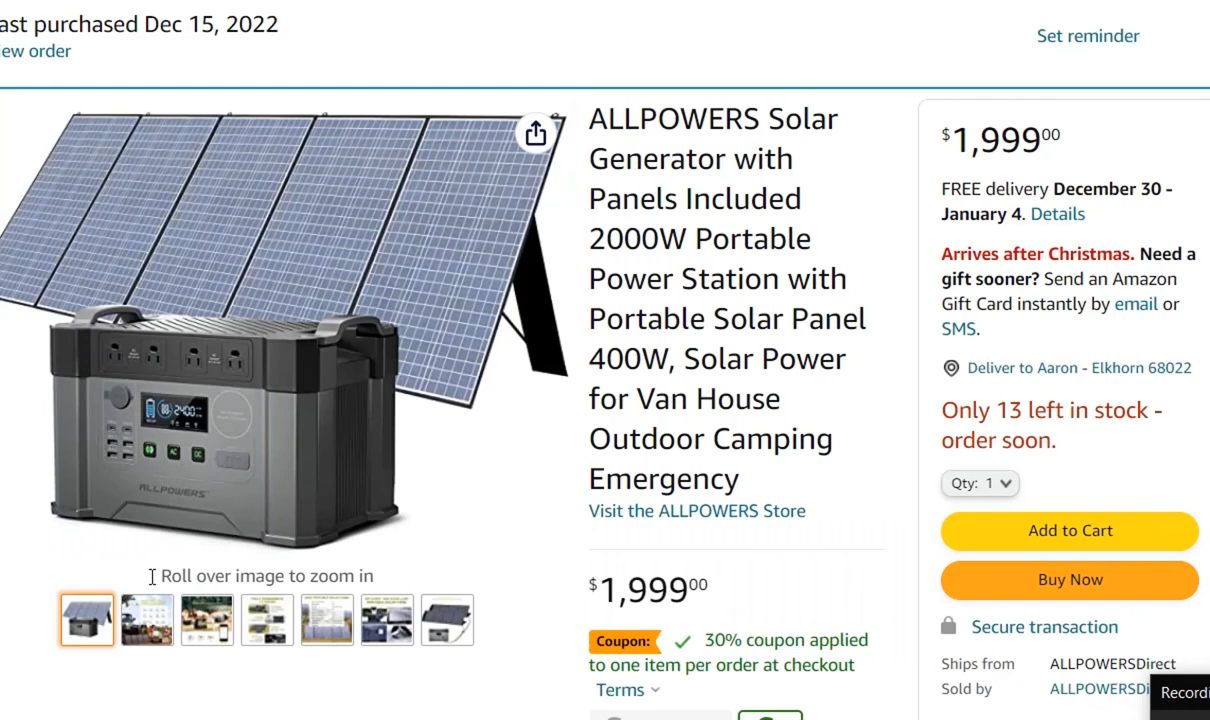 ast purchased Dec 15, 2022
iew order
Set reminder
ALLPOWERS Solar
Generator with
Panels Included
2000W Portable
Power Station with
Portable Solar Panel
400W, Solar Power
for Van House
Outdoor Camping
Emergency
Visit the ALLPOWERS Store
$1,99900
Coupon: 30% coupon applied
to one item per order at checkout
Terms
2400
ALLPOWERS
Roll over image to zoom in
$1,99900
FREE delivery December 30 -
January 4. Details
Arrives after Christmas. Need a
gift sooner? Send an Amazon
Gift Card instantly by email or
SMS.
Deliver to Aaron - Elkhorn 68022
Only 13 left in stock -
order soon.
Qty: 1
Add to Cart
Buy Now
Secure transaction
Ships from ALLPOWERSDirect
Sold by ALLPOWERSDi
Recordi